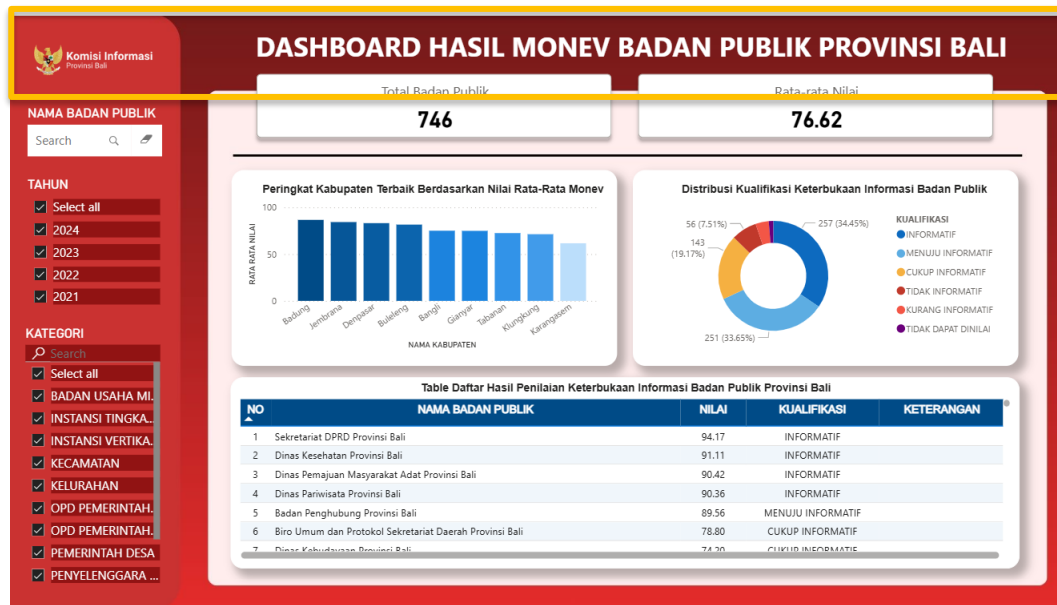 Komisi Informasi
Provinsi Bali
DASHBOARD HASIL MONEV BADAN PUBLIK PROVINSI BALI
Total Badan Publik
746
Rata-rata Nilai
76.62
NAMA BADAN PUBLIK
Search
TAHUN
Select all
2024
2023
2022
2021
KATEGORI
Search
Select all
BADAN USAHA MI...
INSTANSI TINGKA...
INSTANSI VERTIKA...
KECAMATAN
KELURAHAN
OPD PEMERINTAH...
OPD PEMERINTAH...
PEMERINTAH DESA
PENYELENGGARA ...
Peringkat Kabupaten Terbaik Berdasarkan Nilai Rata-Rata Monev
RATA RATA NILAI
100
50
0
Badung
Jembrana
Denpasar
Buleleng
Bangli
Gianyar
Tabanan
Klungkung
Karangasem
NAMA KABUPATEN
Distribusi Kualifikasi Keterbukaan Informasi Badan Publik
56 (7.51%)
143
(19.17%)
257 (34.45%)
251 (33.65%)
KUALIFIKASI
INFORMATIF
MENUJU INFORMATIF
CUKUP INFORMATIF
TIDAK INFORMATIF
KURANG INFORMATIF
TIDAK DAPAT DINILAI
Table Daftar Hasil Penilaian Keterbukaan Informasi Badan Publik Provinsi Bali
NO NAMA BADAN PUBLIK NILAI KUALIFIKASI KETERANGAN
1 Sekretariat DPRD Provinsi Bali 94.17 INFORMATIF
2 Dinas Kesehatan Provinsi Bali 91.11 INFORMATIF
3 Dinas Pemajuan Masyarakat Adat Provinsi Bali 90.42 INFORMATIF
4 Dinas Pariwisata Provinsi Bali 90.36 INFORMATIF
5 Badan Penghubung Provinsi Bali 89.56 MENUJU INFORMATIF
6 Biro Umum dan Protokol Sekretariat Daerah Provinsi Bali 78.80 CUKUP INFORMATIF
7 Dinas Kebudayaan Provinsi Bali 74.20 CUKUP INFORMATIF